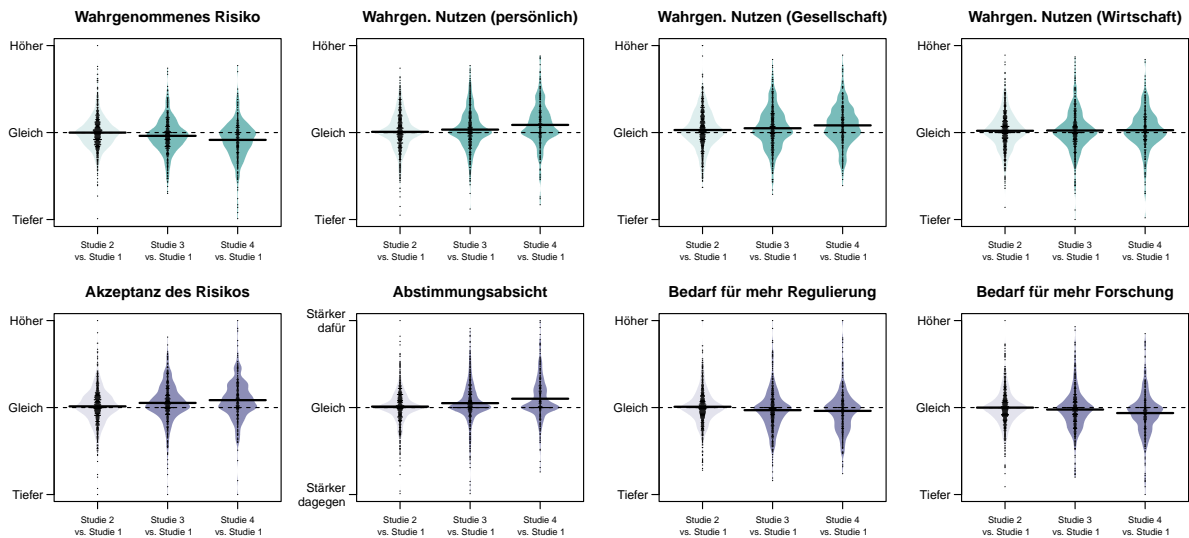 Wahrgenommenes Risiko
Höher
Gleich
Tiefer
Studie 2
vs. Studie 1
Studie 3
vs. Studie 1
Studie 4
vs. Studie 1
Wahrgen. Nutzen (persönlich)
Höher
Gleich
Tiefer
Studie 2
vs. Studie 1
Studie 3
vs. Studie 1
Studie 4
vs. Studie 1
Wahrgen. Nutzen (Gesellschaft)
Höher
Gleich
Tiefer
Studie 2
vs. Studie 1
Studie 3
vs. Studie 1
Studie 4
vs. Studie 1
Wahrgen. Nutzen (Wirtschaft)
Höher
Gleich
Tiefer
Studie 2
vs. Studie 1
Studie 3
vs. Studie 1
Studie 4
vs. Studie 1
Akzeptanz des Risikos
Höher
Gleich
Tiefer
Studie 2
vs. Studie 1
Studie 3
vs. Studie 1
Studie 4
vs. Studie 1
Abstimmungsabsicht
Stärker
dafür
Gleich
Stärker
dagegen
Studie 2
vs. Studie 1
Studie 3
vs. Studie 1
Studie 4
vs. Studie 1
Bedarf für mehr Regulierung
Höher
Gleich
Tiefer
Studie 2
vs. Studie 1
Studie 3
vs. Studie 1
Studie 4
vs. Studie 1
Bedarf für mehr Forschung
Höher
Gleich
Tiefer
Studie 2
vs. Studie 1
Studie 3
vs. Studie 1
Studie 4
vs. Studie 1